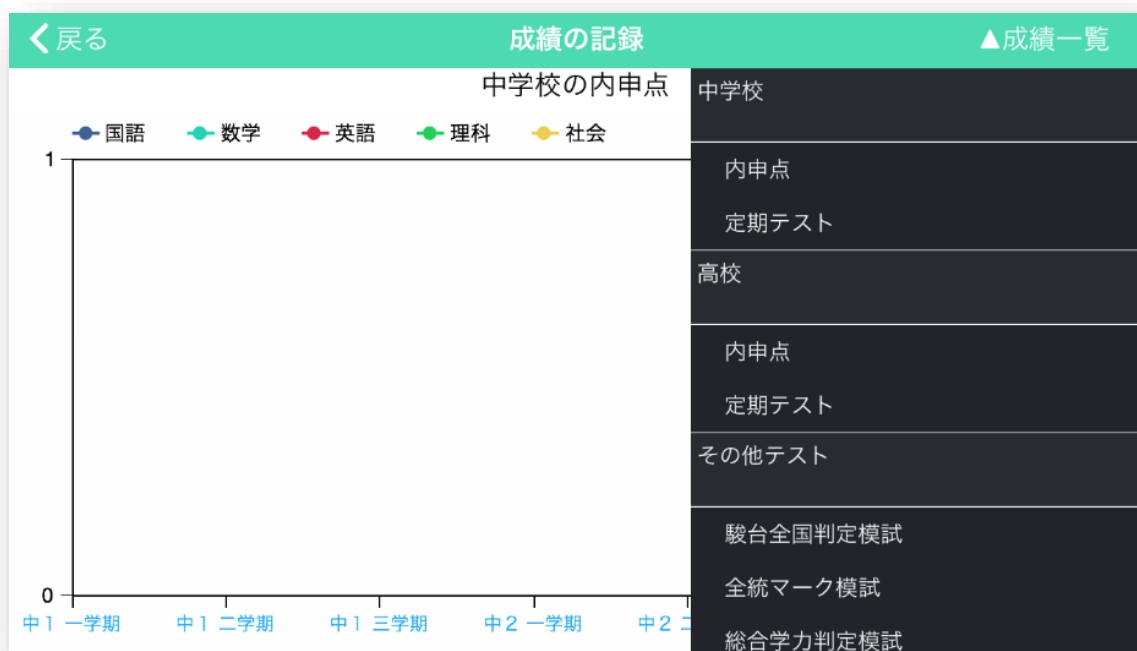 戻る
成績の記録
▲成績一覧
中学校の内申点
国語
数学
英語
理科
社会
1
0
中１ 一学期
中１ 二学期
中１ 三学期
中２ 一学期
中２
中学校
内申点
定期テスト
高校
内申点
定期テスト
その他テスト
駿台全国判定模試
全統マーク模試
総合学力判定模試